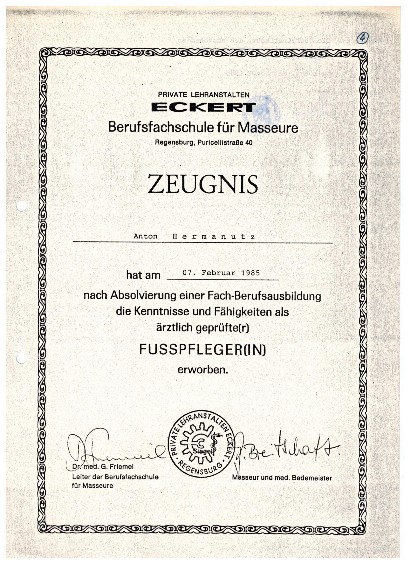 4
PRIVATE LEHRANSTALTEN
ECKERT
Berufsfachschule für Masseure
Regensburg, Puricellistraße 40
ZEUGNIS
Anton Hermanutz
hat am 07. Februar 1985
nach Absolvierung einer Fach-Berufsausbildung
die Kenntnisse und Fähigkeiten als
ärztlich geprüfte(r)
FUSSPFLEGER(IN)
erworben.
PRIVATE LEHRANSTALTEN ECKERT
REGENSBURG
Dr. med. G. Friemel
Leiter der Berufsfachschule
für Masseure
Masseur und med. Bademeister